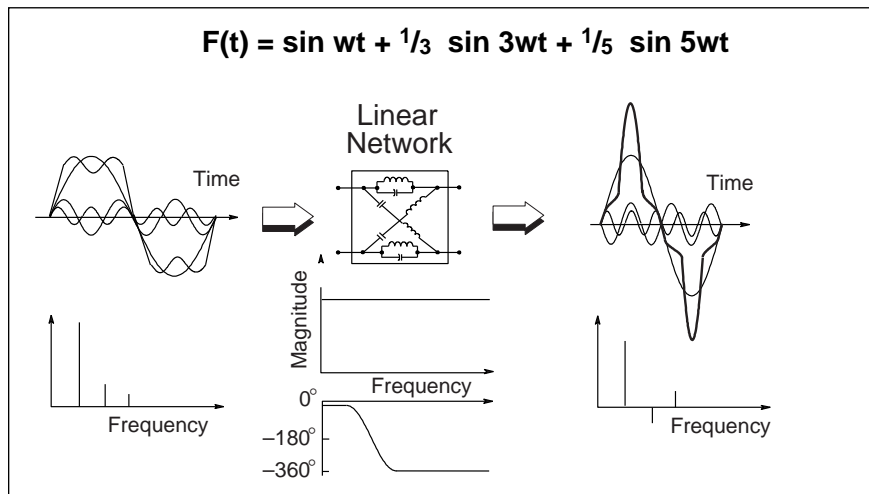 F(t) = sin wt + 1/3 sin 3wt + 1/5 sin 5wt
Linear
Network
Time
Time
Magnitude
Frequency
Frequency
Frequency
0°
–180°
–360°